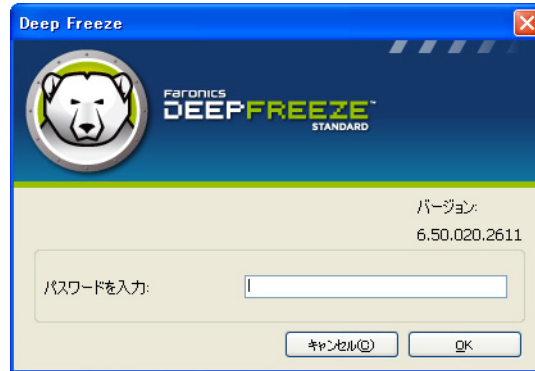 Deep Freeze
Faronics
DEEPFREEZE™
STANDARD
バージョン:
6.50.020.2611
パスワードを入力:
キャンセル(C)
OK